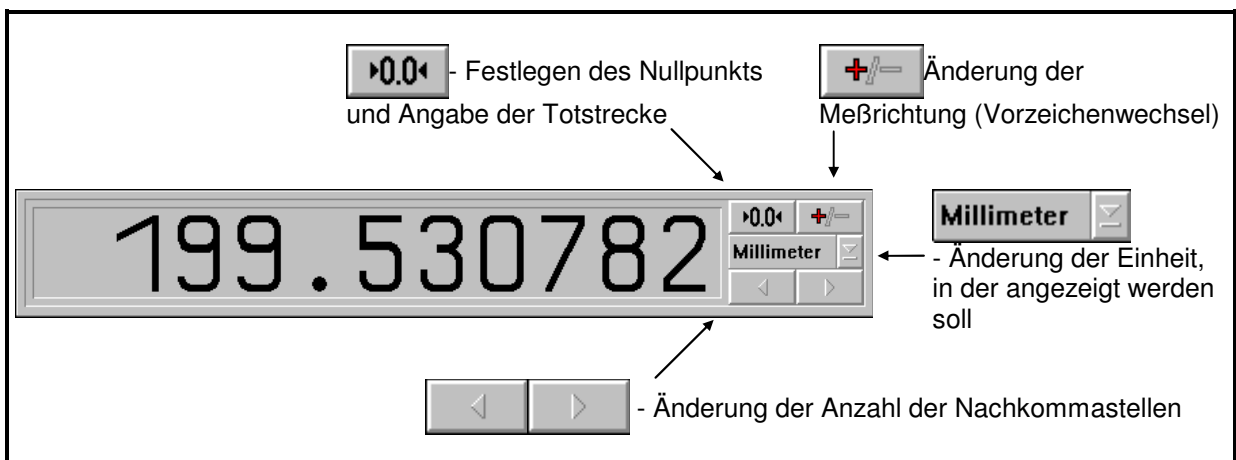 ▸0.0◂ - Festlegen des Nullpunkts
und Angabe der Totstrecke
+/− Änderung der
Meßrichtung (Vorzeichenwechsel)
199.530782
▸0.0◂ +/−
Millimeter
Millimeter
- Änderung der Einheit,
in der angezeigt werden
soll
- Änderung der Anzahl der Nachkommastellen